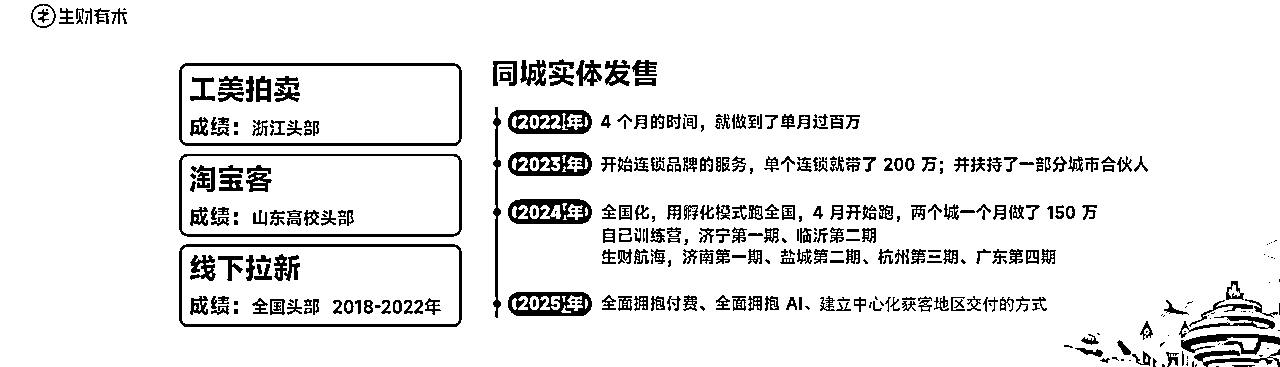 生财有术
工美拍卖
成绩：浙江头部
淘宝客
成绩：山东高校头部
线下拉新
成绩：全国头部 2018-2022年
同城实体发售
2022年 4 个月的时间，就做到了单月过百万
2023年 开始连锁品牌的服务，单个连锁就带了 200 万；并扶持了一部分城市合伙人
2024年 全国化，用孵化模式跑全国，4 月开始跑，两个城一个月做了 150 万
自己训练营，济宁第一期、临沂第二期
生财航海，济南第一期、盐城第二期、杭州第三期、广东第四期
2025年 全面拥抱付费、全面拥抱 AI、建立中心化获客地区交付的方式